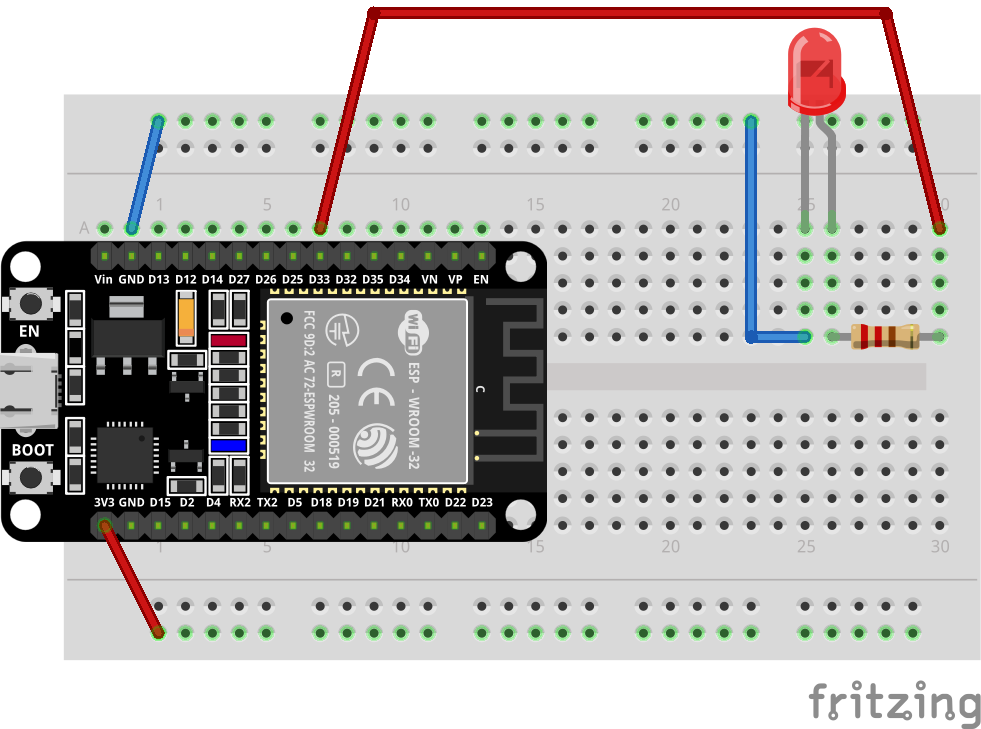 1 5 10 15 20 25 30
A
Vin GND D13 D12 D14 D27 D26 D25 D33 D32 D35 D34 VN VP EN
EN
BOOT
FCC 9D:2 AC 72-ESPWROOM 32
R 205 - 000519
CE
WiFi ESP - WROOM -32
C
3V3 GND D15 D2 D4 RX2 TX2 D5 D18 D19 D21 RX0 TX0 D22 D23
1 5 10 15 20 25 30
fritzing